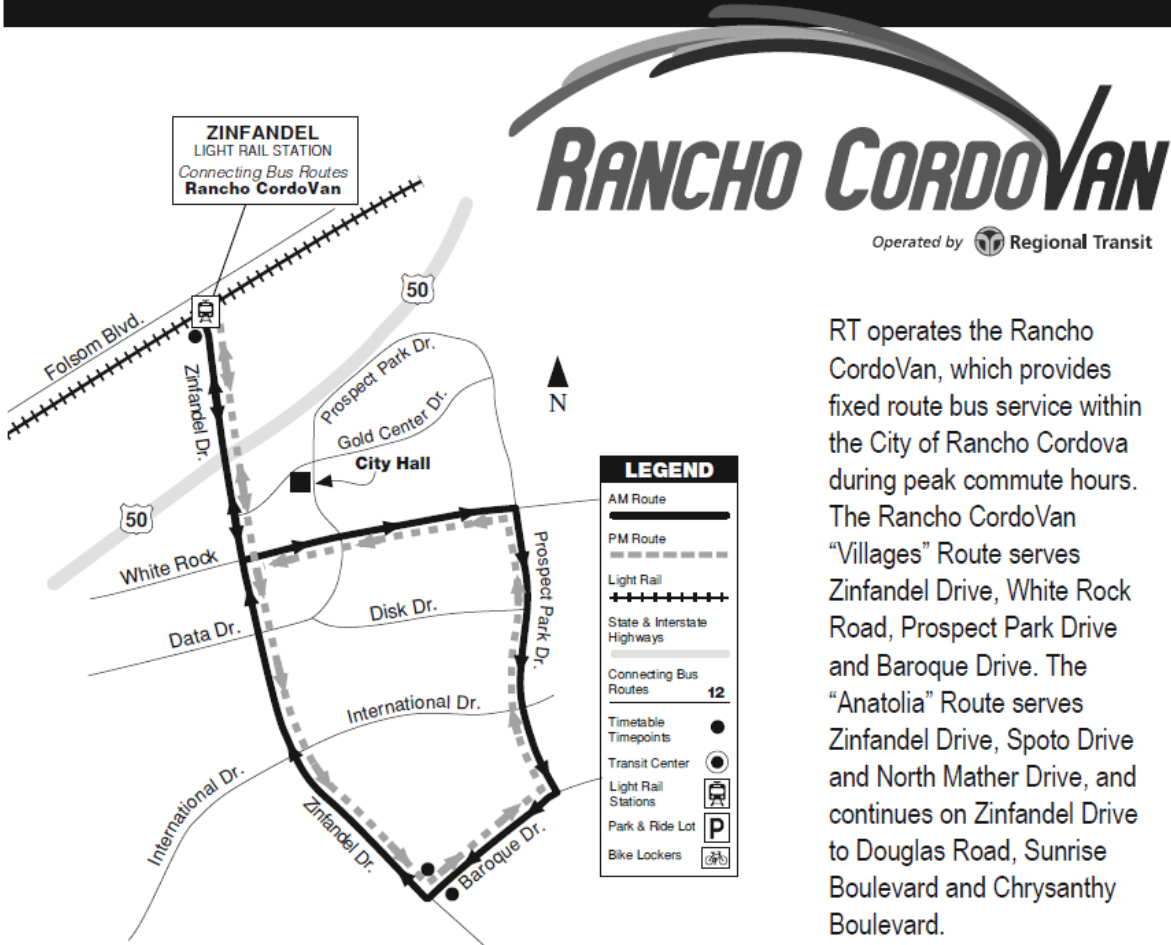 RANCHO CORDOVAN
Operated by Regional Transit
ZINFANDEL
LIGHT RAIL STATION
Connecting Bus Routes
Rancho CordoVan
50
Folsom Blvd.
Prospect Park Dr.
Zinfandel Dr.
N
Gold Center Dr.
City Hall
50
White Rock
Prospect Park Dr.
Disk Dr.
Data Dr.
International Dr.
International Dr.
Zinfandel Dr.
Baroque Dr.
LEGEND
AM Route
PM Route
Light Rail
State & Interstate
Highways
Connecting Bus
Routes 12
Timetable
Timepoints
Transit Center
Light Rail
Stations
Park & Ride Lot P
Bike Lockers
RT operates the Rancho
CordoVan, which provides
fixed route bus service within
the City of Rancho Cordova
during peak commute hours.
The Rancho CordoVan
“Villages” Route serves
Zinfandel Drive, White Rock
Road, Prospect Park Drive
and Baroque Drive. The
“Anatolia” Route serves
Zinfandel Drive, Spoto Drive
and North Mather Drive, and
continues on Zinfandel Drive
to Douglas Road, Sunrise
Boulevard and Chrysanthy
Boulevard.